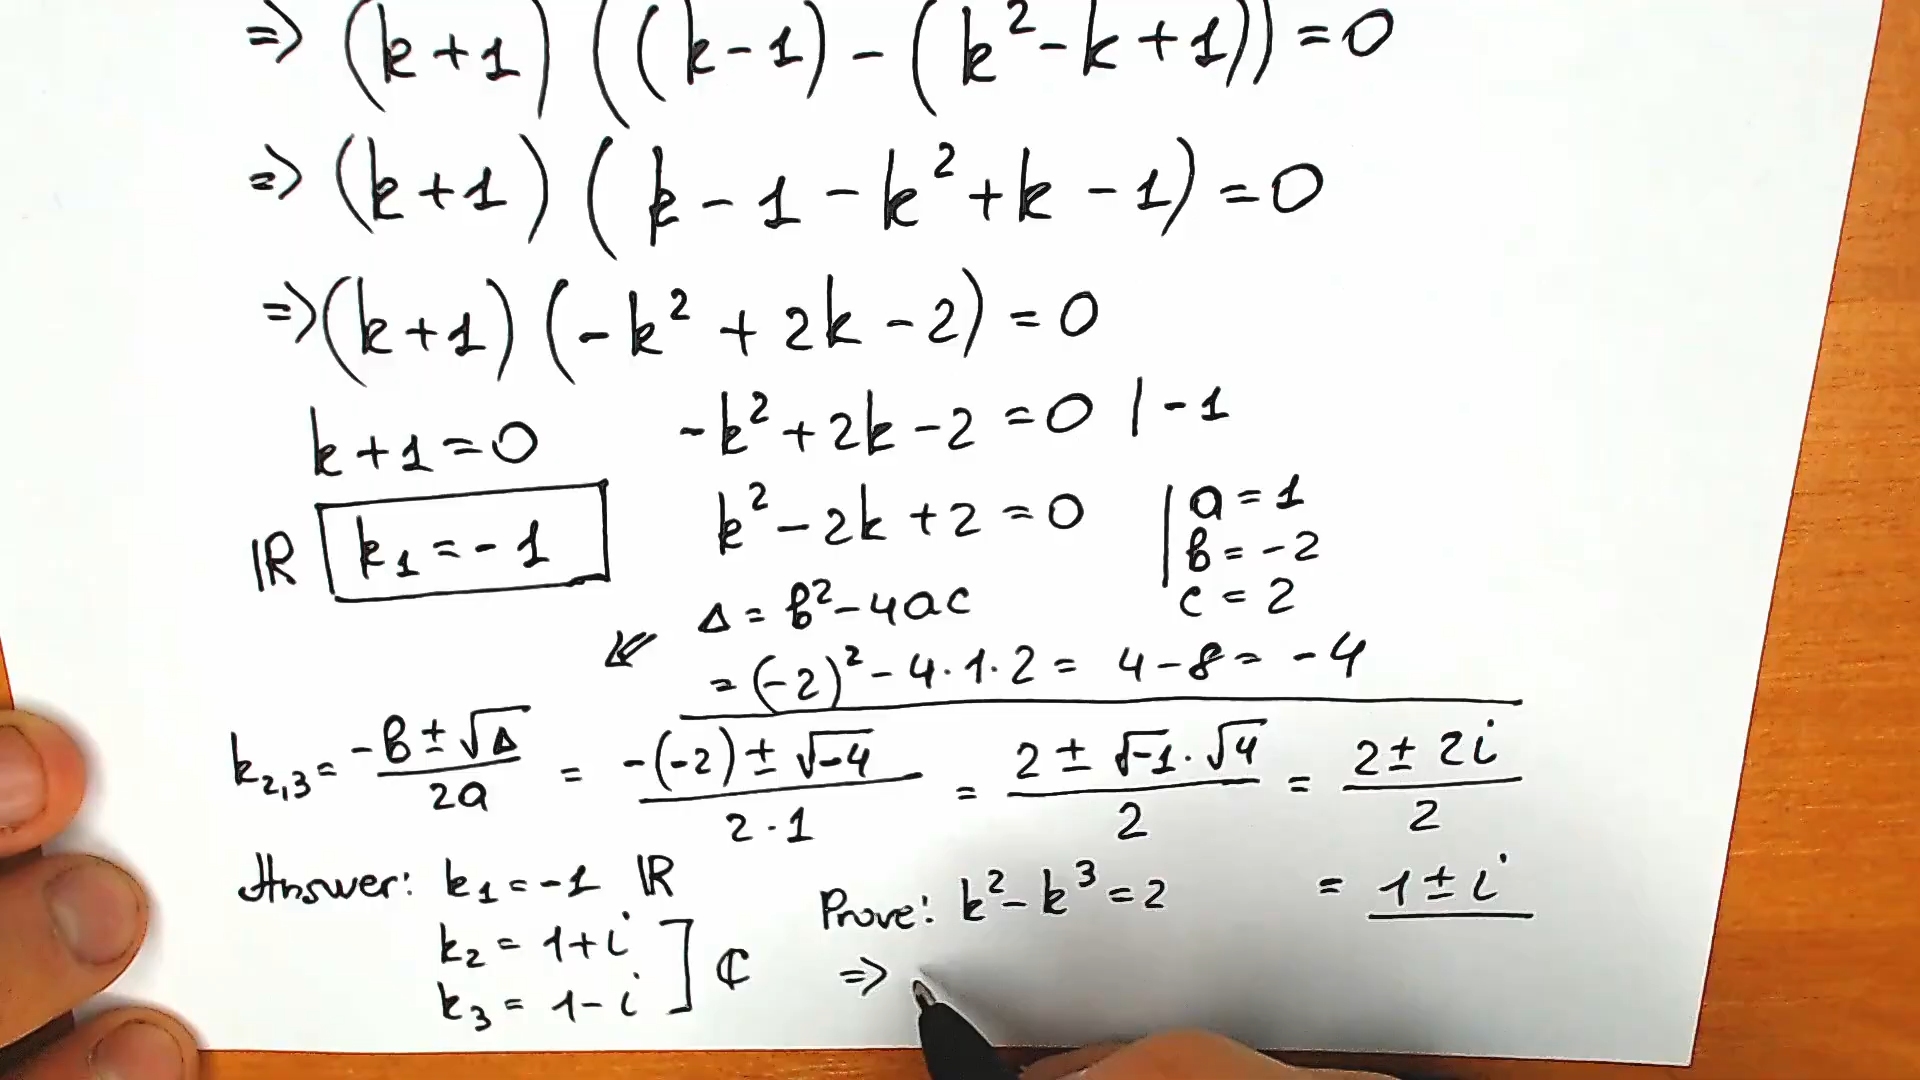 => (k+1) ((k-1) - (k²-k+1)) = 0
=> (k+1) (k-1-k²+k-1) = 0
=> (k+1) (-k²+2k-2) = 0
k+1=0
-k²+2k-2=0 | -1
ℝ k₁=-1
k²-2k+2=0
a=1
b=-2
c=2
Δ=b²-4ac
=(-2)²-4·1·2= 4-8= -4
k₂,₃= (-b±√Δ)/(2a) = (-(-2)±√-4)/(2·1) = (2±√-1·√4)/2 = (2±2i)/2
= 1±i
Answer: k₁=-1 ℝ
k₂=1+i
k₃=1-i ] ℂ
Prove: k²-k³=2
=>